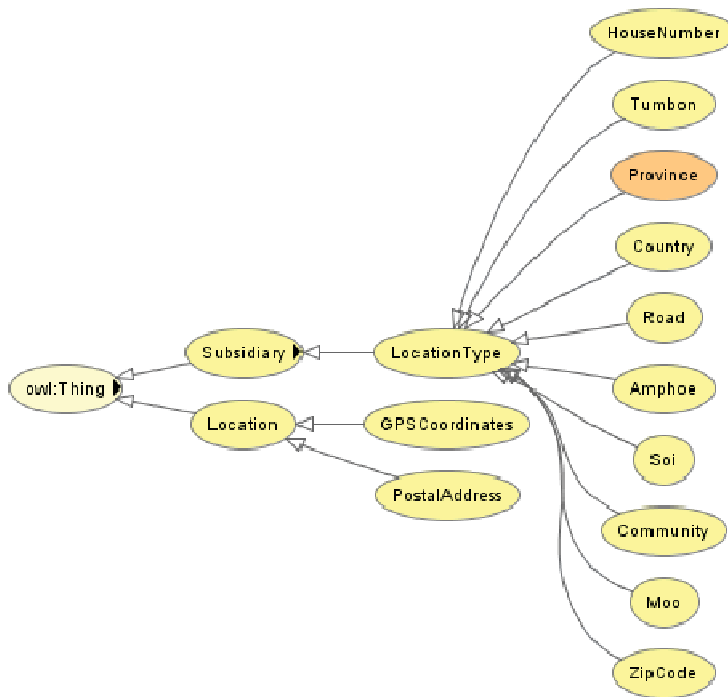 HouseNumber
Tumbon
Province
Country
Road
Subsidiary
LocationType
owl:Thing
Amphoe
Location
GPSCoordinates
Soi
PostalAddress
Community
Moo
ZipCode